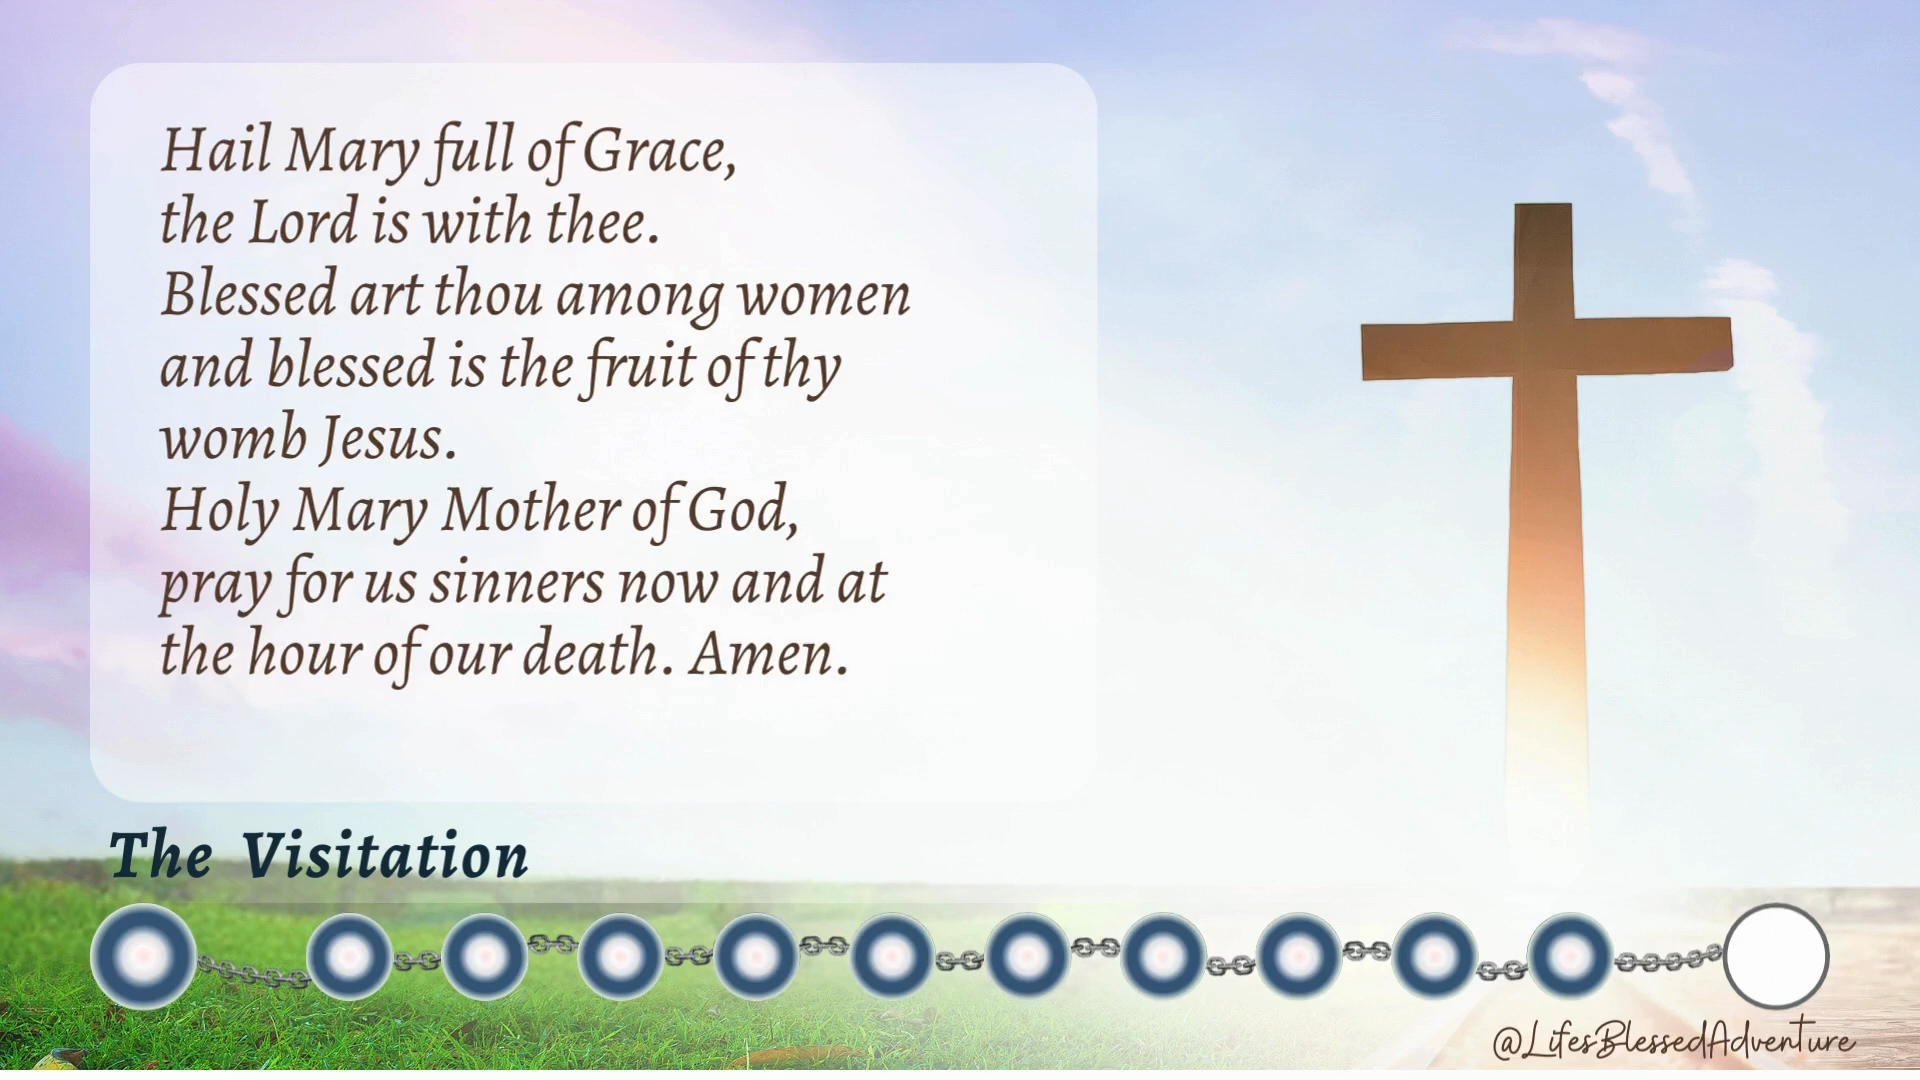 Hail Mary full of Grace,
the Lord is with thee.
Blessed art thou among women
and blessed is the fruit of thy
womb Jesus.
Holy Mary Mother of God,
pray for us sinners now and at
the hour of our death. Amen.
The Visitation
@LifesBlessedAdventure